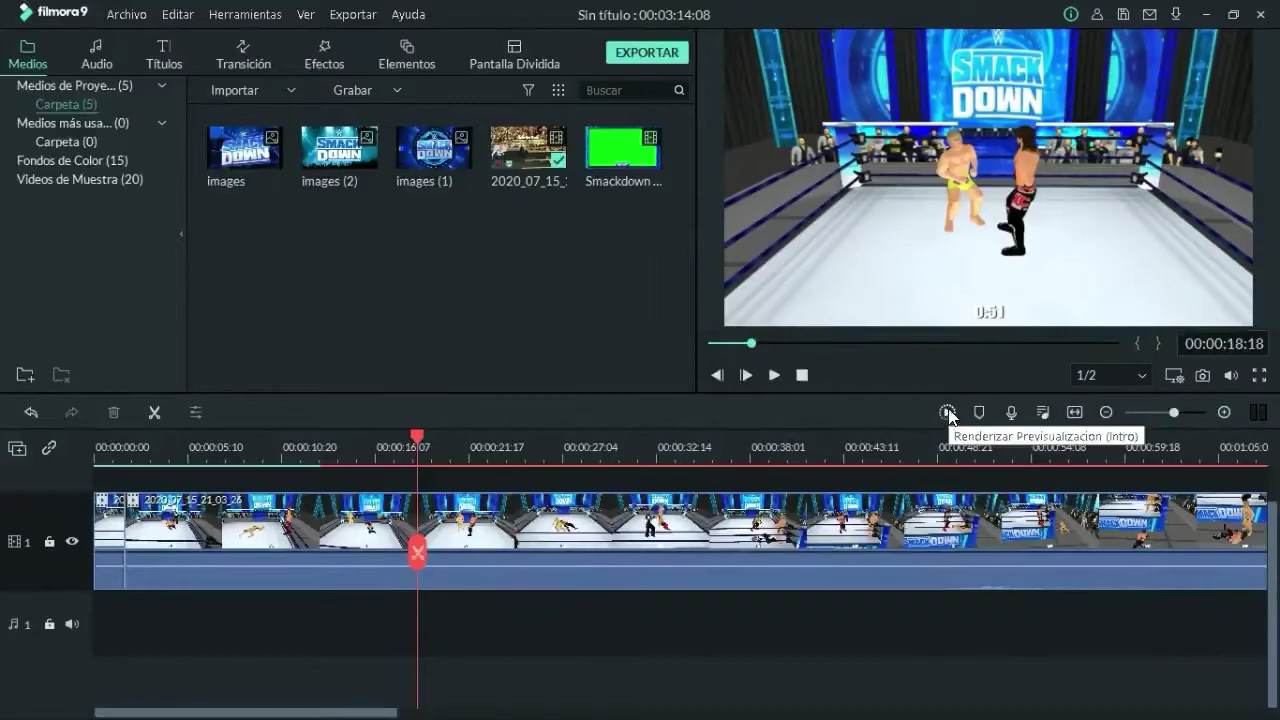 filmora9 Archivo Editar Herramientas Ver Exportar Ayuda Sin título : 00:03:14:08
Medios Audio Títulos Transición Efectos Elementos Pantalla Dividida EXPORTAR
Medios de Proye... (5)
Carpeta (5)
Medios más usa... (0)
Carpeta (0)
Fondos de Color (15)
Videos de Muestra (20)
Importar Grabar Buscar
images images (2) images (1) 2020_07_15_: Smackdown ...
SMACK
DOWN
0:51
00:00:18:18
1/2
Renderizar Previsualizacion (Intro)
00:00:00:00 00:00:05:10 00:00:10:20 00:00:16:07 00:00:21:17 00:00:27:04 00:00:32:14 00:00:38:01 00:00:43:11 00:00:48:21 00:00:54:08 00:00:59:18 00:01:05:0
20 2020_07_15_21_03_26
1
1